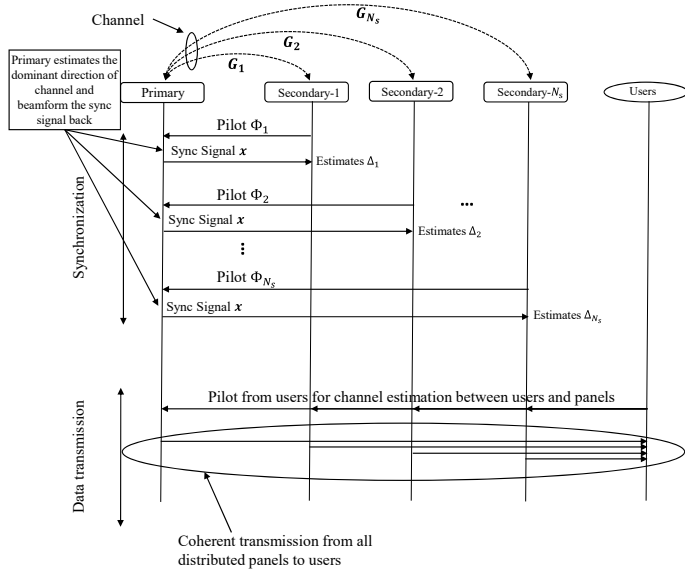 Channel
G_{N_s}
G_2
G_1
Primary estimates the
dominant direction of
channel and
beamform the sync
signal back
Primary
Secondary-1
Secondary-2
Secondary-N_s
Users
Synchronization
Pilot Φ_1
Sync Signal x
Estimates Δ_1
Pilot Φ_2
...
Sync Signal x
Estimates Δ_2
⋮
Pilot Φ_{N_s}
Sync Signal x
Estimates Δ_{N_s}
Data transmission
Pilot from users for channel estimation between users and panels
Coherent transmission from all
distributed panels to users